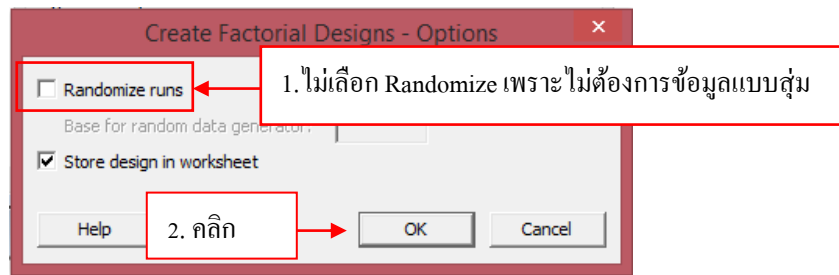 Create Factorial Designs - Options
Randomize runs
1. ไม่เลือก Randomize เพราะไม่ต้องการข้อมูลแบบสุ่ม
Base for random data generator:
Store design in worksheet
Help
2. คลิก
OK
Cancel